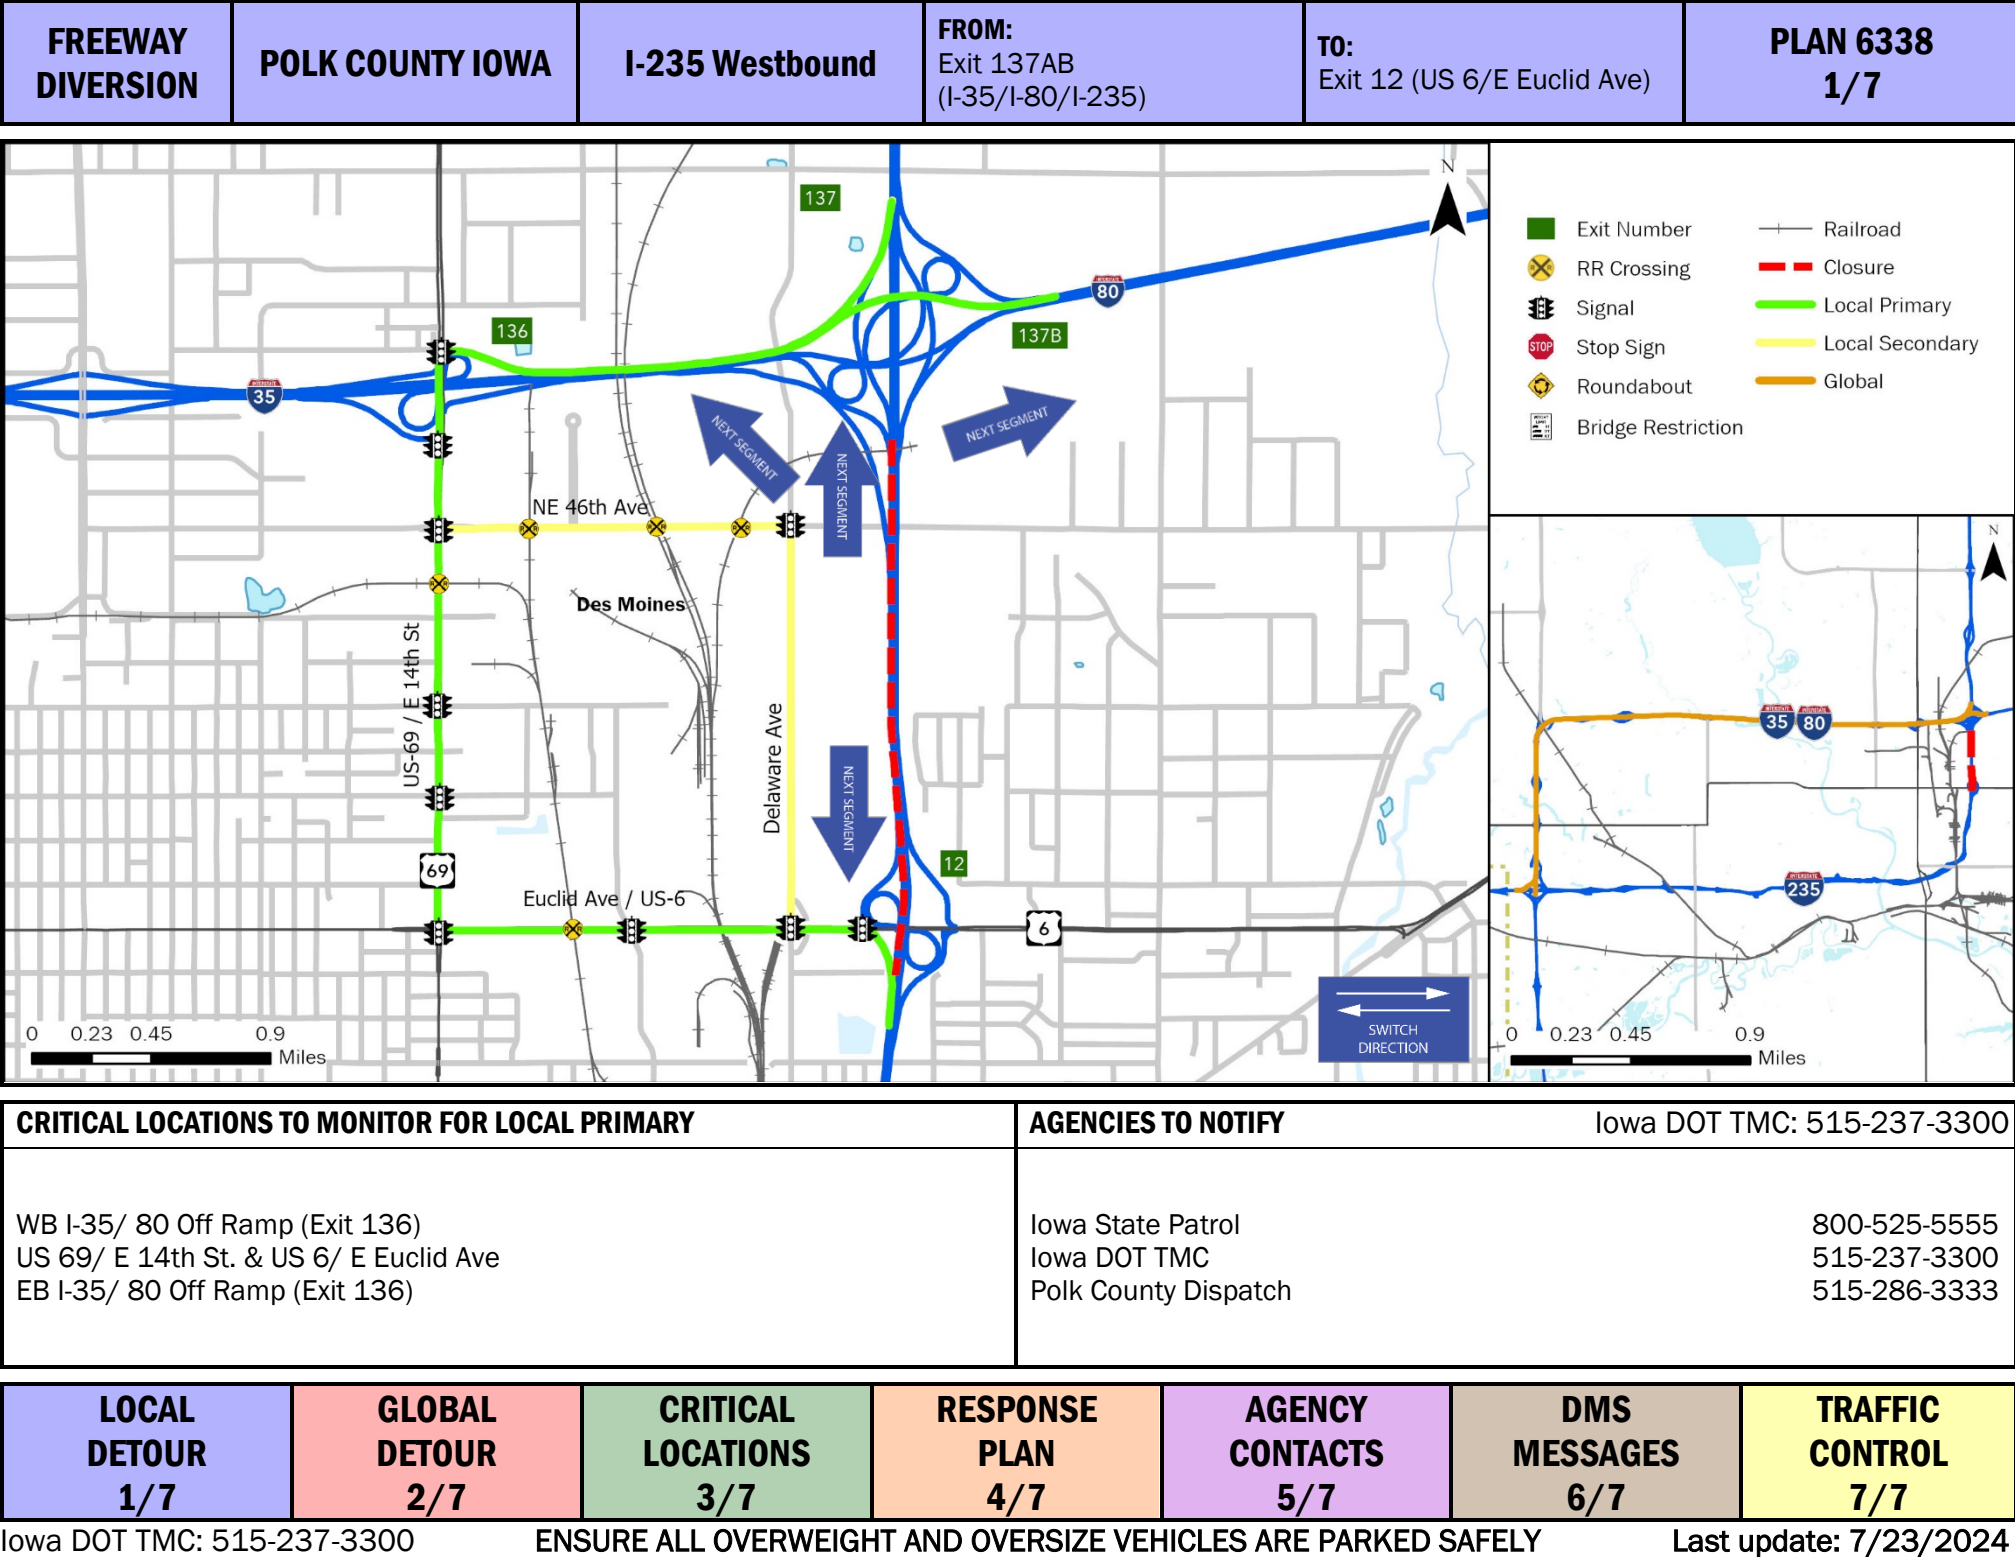 FREEWAY
DIVERSION
POLK COUNTY IOWA
I-235 Westbound
FROM:
Exit 137AB
(I-35/I-80/I-235)
TO:
Exit 12 (US 6/E Euclid Ave)
PLAN 6338
1/7
137
N
INTERSTATE
80
136
137B
INTERSTATE
35
NEXT SEGMENT
NEXT SEGMENT
NEXT SEGMENT
NE 46th Ave
Des Moines
US-69 / E 14th St
Delaware Ave
NEXT SEGMENT
12
69
Euclid Ave / US-6
6
0 0.23 0.45 0.9
Miles
SWITCH
DIRECTION
Exit Number
RR Crossing
Signal
STOP
Stop Sign
Roundabout
Bridge Restriction
Railroad
Closure
Local Primary
Local Secondary
Global
N
INTERSTATE
35
INTERSTATE
80
INTERSTATE
235
0 0.23 0.45 0.9
Miles
CRITICAL LOCATIONS TO MONITOR FOR LOCAL PRIMARY
WB I-35/ 80 Off Ramp (Exit 136)
US 69/ E 14th St. & US 6/ E Euclid Ave
EB I-35/ 80 Off Ramp (Exit 136)
AGENCIES TO NOTIFY Iowa DOT TMC: 515-237-3300
Iowa State Patrol 800-525-5555
Iowa DOT TMC 515-237-3300
Polk County Dispatch 515-286-3333
LOCAL
DETOUR
1/7
GLOBAL
DETOUR
2/7
CRITICAL
LOCATIONS
3/7
RESPONSE
PLAN
4/7
AGENCY
CONTACTS
5/7
DMS
MESSAGES
6/7
TRAFFIC
CONTROL
7/7
Iowa DOT TMC: 515-237-3300 ENSURE ALL OVERWEIGHT AND OVERSIZE VEHICLES ARE PARKED SAFELY Last update: 7/23/2024